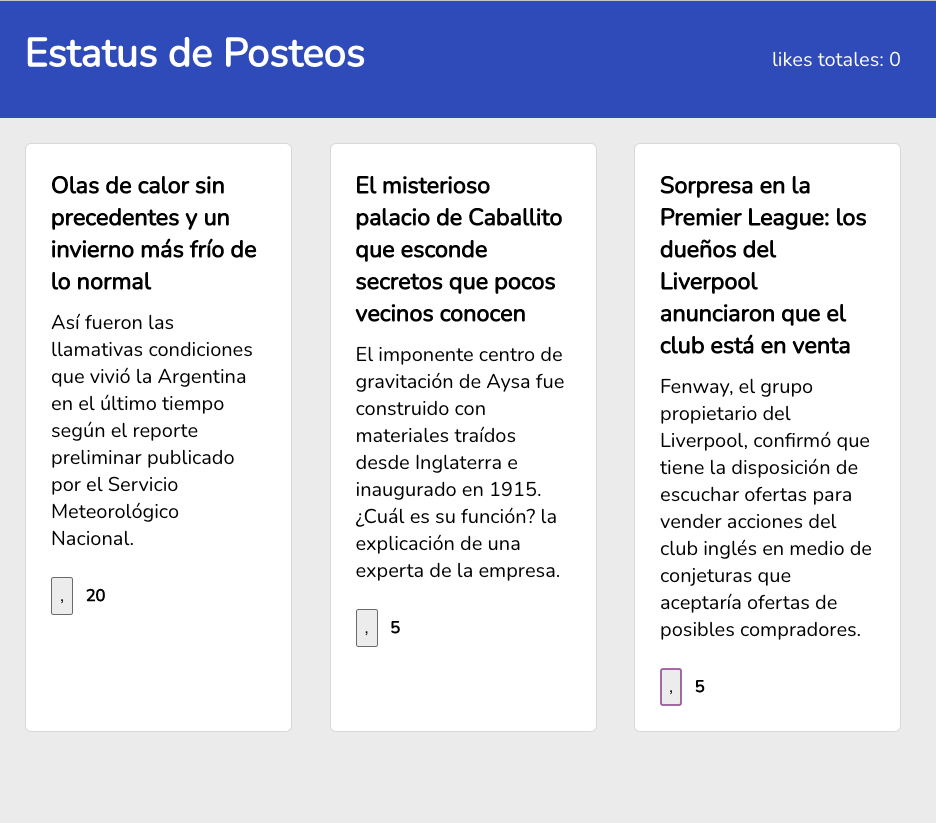 Estatus de Posteos
likes totales: 0
Olas de calor sin
precedentes y un
invierno más frío de
lo normal
Así fueron las
llamativas condiciones
que vivió la Argentina
en el último tiempo
según el reporte
preliminar publicado
por el Servicio
Meteorológico
Nacional.
, 20
El misterioso
palacio de Caballito
que esconde
secretos que pocos
vecinos conocen
El imponente centro de
gravitación de Aysa fue
construido con
materiales traídos
desde Inglaterra e
inaugurado en 1915.
¿Cuál es su función? la
explicación de una
experta de la empresa.
, 5
Sorpresa en la
Premier League: los
dueños del
Liverpool
anunciaron que el
club está en venta
Fenway, el grupo
propietario del
Liverpool, confirmó que
tiene la disposición de
escuchar ofertas para
vender acciones del
club inglés en medio de
conjeturas que
aceptaría ofertas de
posibles compradores.
, 5